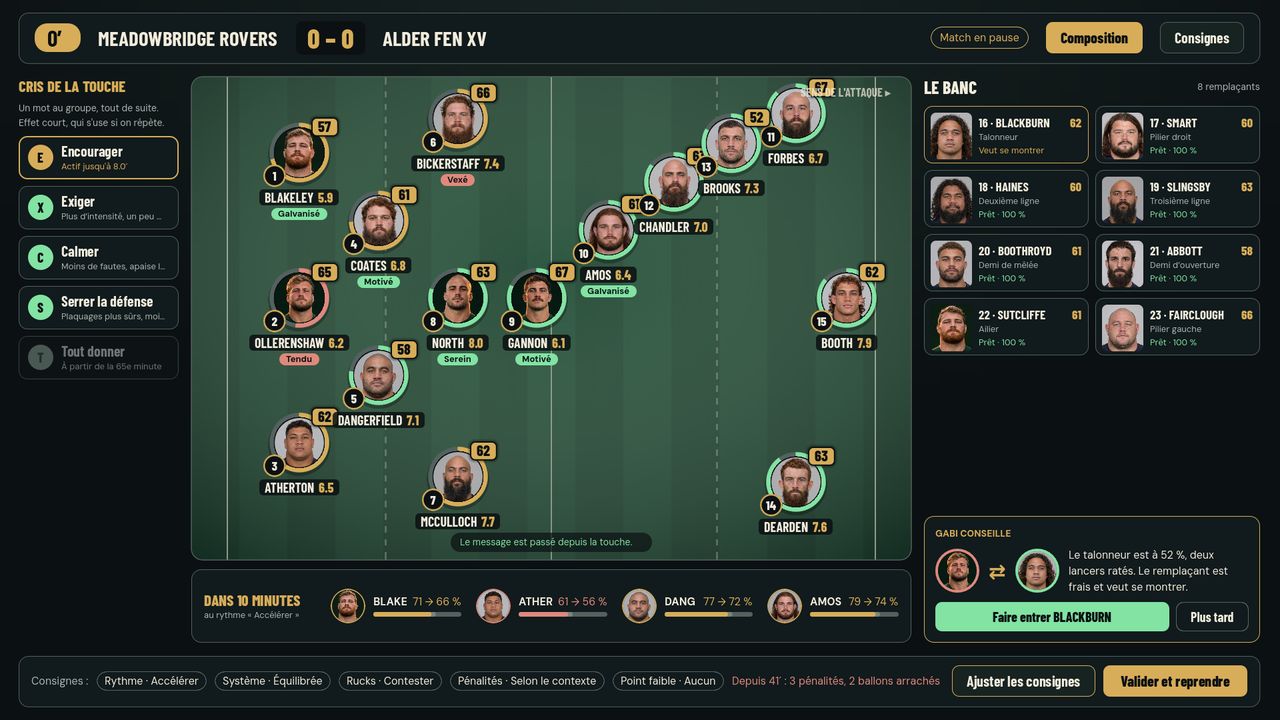 0’
MEADOWBRIDGE ROVERS
0 – 0
ALDER FEN XV
Match en pause
Composition
Consignes
CRIS DE LA TOUCHE
Un mot au groupe, tout de suite.
Effet court, qui s'use si on répète.
E
Encourager
Actif jusqu'à 8.0'
X
Exiger
Plus d'intensité, un peu ...
C
Calmer
Moins de fautes, apaise l...
S
Serrer la défense
Plaquages plus sûrs, moi...
T
Tout donner
À partir de la 65e minute
SENS DE L'ATTAQUE ▸
57
1
BLAKELEY 5.9
Galvanisé
66
6
BICKERSTAFF 7.4
Vexé
67
11
FORBES 6.7
52
13
BROOKS 7.3
12
CHANDLER 7.0
61
4
COATES 6.8
Motivé
61
10
AMOS 6.4
Galvanisé
65
2
OLLERENSHAW 6.2
Tendu
63
8
NORTH 8.0
Serein
67
9
GANNON 6.1
Motivé
62
15
BOOTH 7.9
58
5
DANGERFIELD 7.1
62
3
ATHERTON 6.5
62
7
MCCULLOCH 7.7
63
14
DEARDEN 7.6
Le message est passé depuis la touche.
DANS 10 MINUTES
au rythme « Accélérer »
BLAKE 71 → 66 %
ATHER 61 → 56 %
DANG 77 → 72 %
AMOS 79 → 74 %
LE BANC
8 remplaçants
16 · BLACKBURN 62
Talonneur
Veut se montrer
17 · SMART 60
Pilier droit
Prêt · 100 %
18 · HAINES 60
Deuxième ligne
Prêt · 100 %
19 · SLINGSBY 63
Troisième ligne
Prêt · 100 %
20 · BOOTHROYD 61
Demi de mêlée
Prêt · 100 %
21 · ABBOTT 58
Demi d'ouverture
Prêt · 100 %
22 · SUTCLIFFE 61
Ailier
Prêt · 100 %
23 · FAIRCLOUGH 66
Pilier gauche
Prêt · 100 %
GABI CONSEILLE
Le talonneur est à 52 %, deux
lancers ratés. Le remplaçant est
frais et veut se montrer.
Faire entrer BLACKBURN
Plus tard
Consignes :
Rythme · Accélérer
Système · Équilibrée
Rucks · Contester
Pénalités · Selon le contexte
Point faible · Aucun
Depuis 41' : 3 pénalités, 2 ballons arrachés
Ajuster les consignes
Valider et reprendre